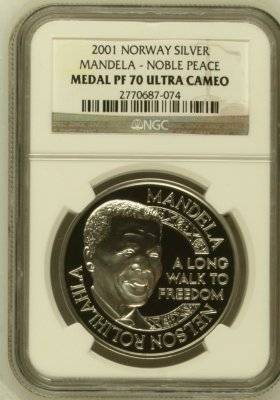 2001 NORWAY SILVER
MANDELA - NOBLE PEACE
MEDAL PF 70 ULTRA CAMEO
2770687-074
NGC
NELSON ROLIHLAHLA MANDELA
A LONG
WALK TO
FREEDOM